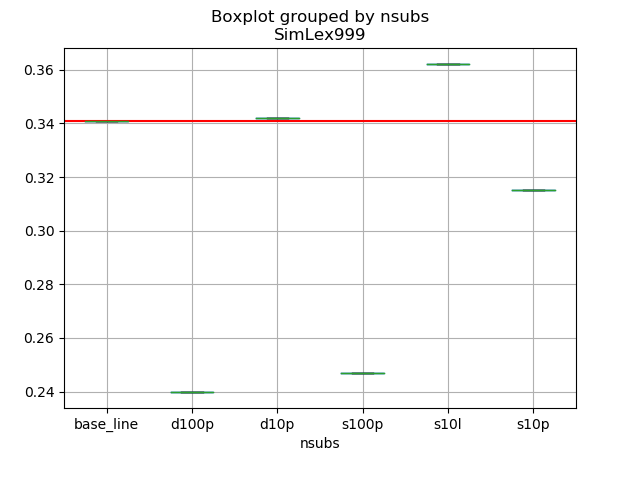 Boxplot grouped by nsubs
SimLex999
0.36
0.34
0.32
0.30
0.28
0.26
0.24
base_line d100p d10p s100p s10l s10p
nsubs